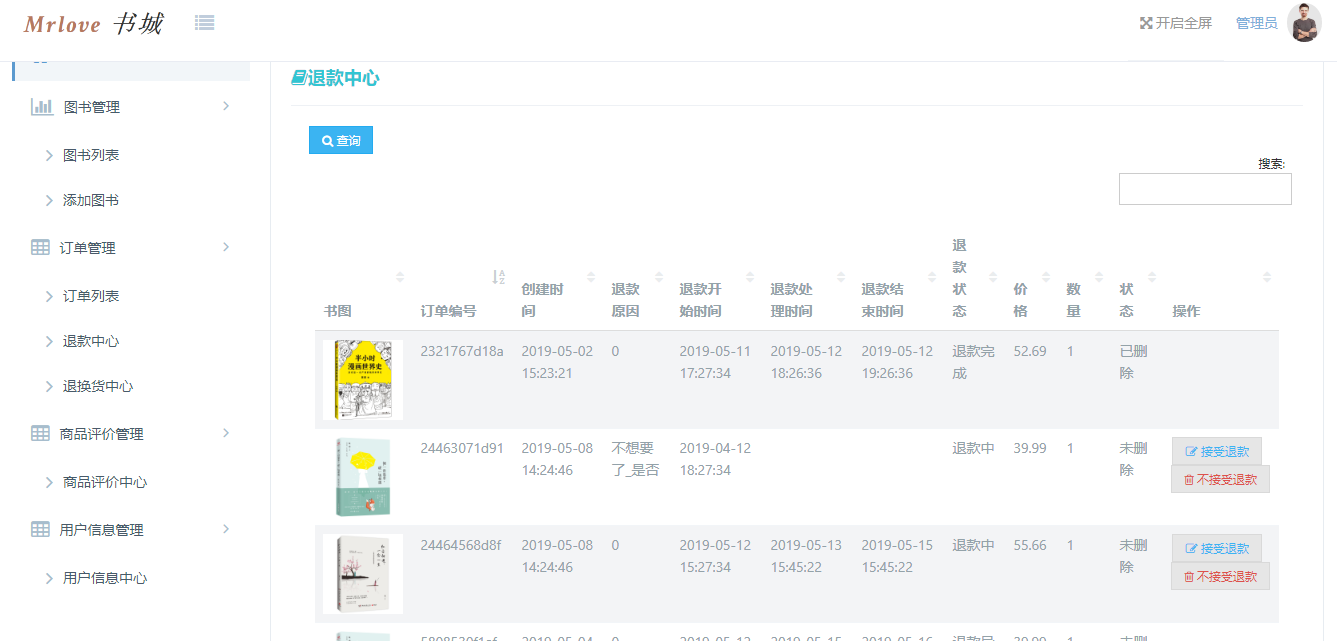 Mrlove 书城
开启全屏
管理员
图书管理
图书列表
添加图书
订单管理
订单列表
退款中心
退换货中心
商品评价管理
商品评价中心
用户信息管理
用户信息中心
退款中心
查询
搜索:
书图
订单编号
创建时
间
退款
原因
退款开
始时间
退款处
理时间
退款结
束时间
退
款
状
态
价
格
数
量
状
态
操作
半小时
漫画世界史
2321767d18a
2019-05-02
15:23:21
0
2019-05-11
17:27:34
2019-05-12
18:26:36
2019-05-12
19:26:36
退款完
成
52.69
1
已删
除
24463071d91
2019-05-08
14:24:46
不想要
了_是否
2019-04-12
18:27:34
退款中
39.99
1
未删
除
接受退款
不接受退款
24464568d8f
2019-05-08
14:24:46
0
2019-05-12
15:27:34
2019-05-13
15:45:22
2019-05-15
15:45:22
退款中
55.66
1
未删
除
接受退款
不接受退款